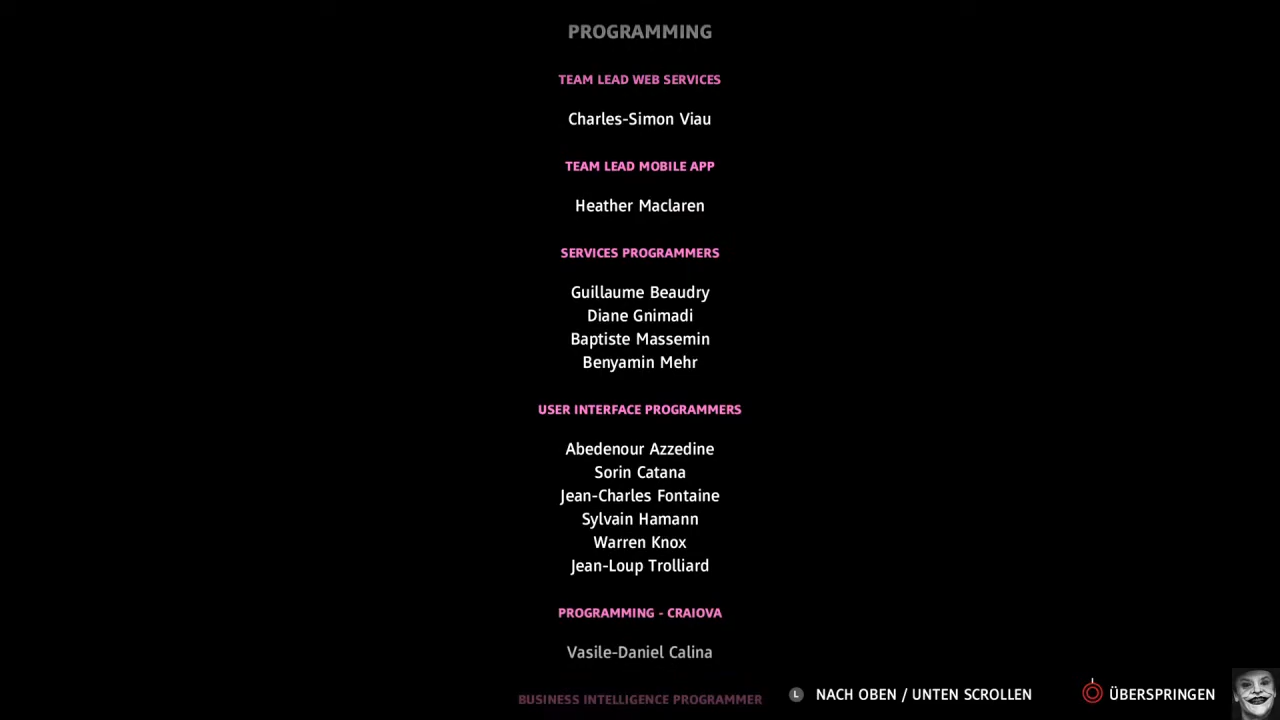 PROGRAMMING
TEAM LEAD WEB SERVICES
Charles-Simon Viau
TEAM LEAD MOBILE APP
Heather Maclaren
SERVICES PROGRAMMERS
Guillaume Beaudry
Diane Gnimadi
Baptiste Massemin
Benyamin Mehr
USER INTERFACE PROGRAMMERS
Abedenour Azzedine
Sorin Catana
Jean-Charles Fontaine
Sylvain Hamann
Warren Knox
Jean-Loup Trolliard
PROGRAMMING - CRAIOVA
Vasile-Daniel Calina
BUSINESS INTELLIGENCE PROGRAMMER
L NACH OBEN / UNTEN SCROLLEN ÜBERSPRINGEN